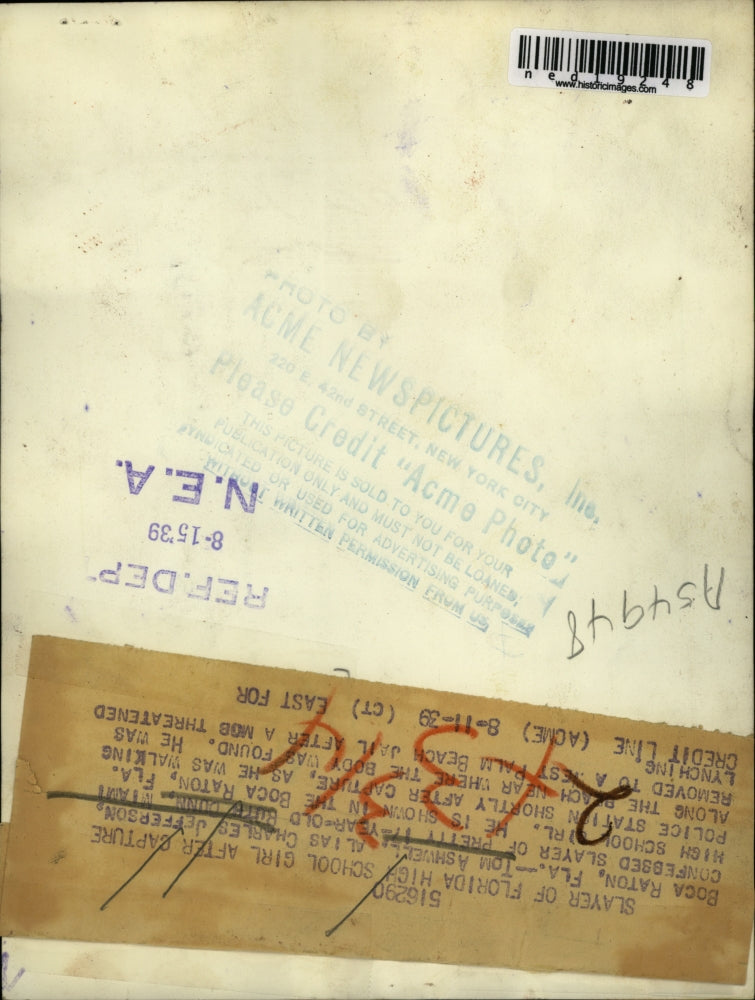 ned19248
www.historicimages.com
PHOTO BY
ACME NEWSPICTURES, Inc.
220 E. 42nd STREET, NEW YORK CITY
Please Credit "Acme Photo"
THIS PICTURE IS SOLD TO YOU FOR YOUR
PUBLICATION ONLY AND MUST NOT BE LOANED,
SYNDICATED OR USED FOR ADVERTISING PURPOSES
WITHOUT WRITTEN PERMISSION FROM US
REF. DEP'
8-15'39
N.E.A.
A54948
516290
SLAYER OF FLORIDA HIGH SCHOOL GIRL AFTER CAPTURE
BOCA RATON, FLA.--TOM ASHWELL, ALIAS CHARLES JEFFERSON,
CONFESSED SLAYER OF PRETTY YEAR-OLD RUTH DUNN, MIAMI
HIGH SCHOOL GIRL. HE IS SHOWN IN THE BOCA RATON, FLA.
POLICE STATION SHORTLY AFTER CAPTURE, AS HE WAS WALKING
ALONG THE BEACH NEAR WHERE THE BODY WAS FOUND. HE WAS
REMOVED TO A WEST PALM BEACH JAIL AFTER A MOB THREATENED
LYNCHING
CREDIT LINE (ACME) 8-11-39 (CT) EAST FOR
2